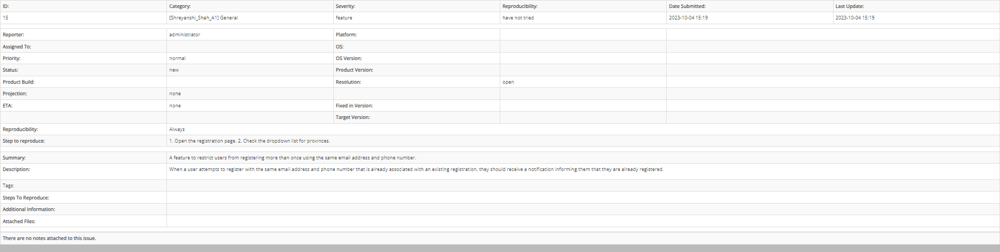 ID: Category: Severity: Reproducibility: Date Submitted: Last Update:
15 [Shreyanshi_Shah_A1] General feature have not tried 2023-10-04 15:19 2023-10-04 15:19
Reporter: administrator Platform:
Assigned To: OS:
Priority: normal OS Version:
Status: new Product Version:
Product Build: Resolution: open
Projection: none
ETA: none Fixed in Version:
Target Version:
Reproducibility: Always
Step to reproduce: 1. Open the registration page. 2. Check the dropdown list for provinces.
Summary: A feature to restrict users from registering more than once using the same email address and phone number.
Description: When a user attempts to register with the same email address and phone number that is already associated with an existing registration, they should receive a notification informing them that they are already registered.
Tags:
Steps To Reproduce:
Additional Information:
Attached Files:
There are no notes attached to this issue.